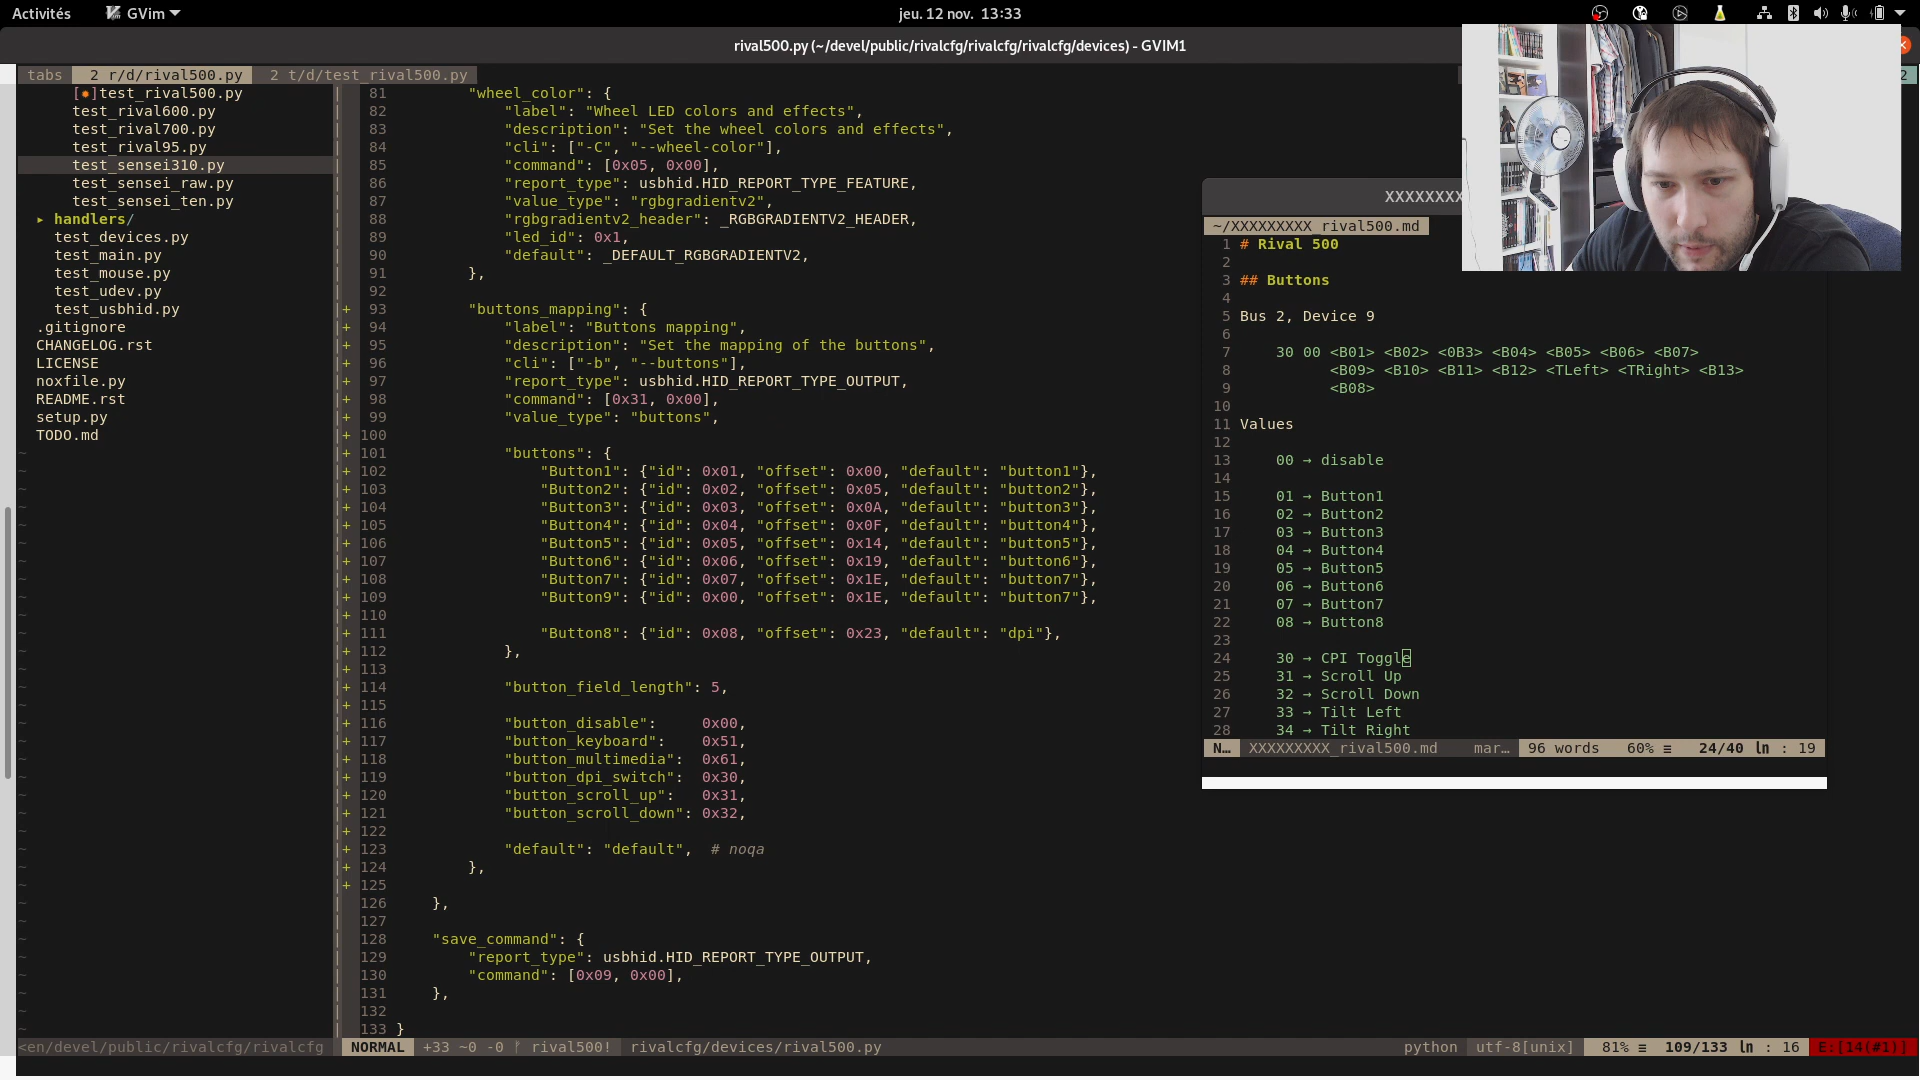 Activités
GVim
jeu. 12 nov. 13:33
rival500.py (~/devel/public/rivalcfg/rivalcfg/rivalcfg/devices) - GVIM1
tabs 2 r/d/rival500.py 2 t/d/test_rival500.py
[●]test_rival500.py
test_rival600.py
test_rival700.py
test_rival95.py
test_sensei310.py
test_sensei_raw.py
test_sensei_ten.py
▸ handlers/
test_devices.py
test_main.py
test_mouse.py
test_udev.py
test_usbhid.py
.gitignore
CHANGELOG.rst
LICENSE
noxfile.py
README.rst
setup.py
TODO.md
<en/devel/public/rivalcfg/rivalcfg
81 "wheel_color": {
82 "label": "Wheel LED colors and effects",
83 "description": "Set the wheel colors and effects",
84 "cli": ["-C", "--wheel-color"],
85 "command": [0x05, 0x00],
86 "report_type": usbhid.HID_REPORT_TYPE_FEATURE,
87 "value_type": "rgbgradientv2",
88 "rgbgradientv2_header": _RGBGRADIENTV2_HEADER,
89 "led_id": 0x1,
90 "default": _DEFAULT_RGBGRADIENTV2,
91 },
92
93 "buttons_mapping": {
94 "label": "Buttons mapping",
95 "description": "Set the mapping of the buttons",
96 "cli": ["-b", "--buttons"],
97 "report_type": usbhid.HID_REPORT_TYPE_OUTPUT,
98 "command": [0x31, 0x00],
99 "value_type": "buttons",
100
101 "buttons": {
102 "Button1": {"id": 0x01, "offset": 0x00, "default": "button1"},
103 "Button2": {"id": 0x02, "offset": 0x05, "default": "button2"},
104 "Button3": {"id": 0x03, "offset": 0x0A, "default": "button3"},
105 "Button4": {"id": 0x04, "offset": 0x0F, "default": "button4"},
106 "Button5": {"id": 0x05, "offset": 0x14, "default": "button5"},
107 "Button6": {"id": 0x06, "offset": 0x19, "default": "button6"},
108 "Button7": {"id": 0x07, "offset": 0x1E, "default": "button7"},
109 "Button9": {"id": 0x00, "offset": 0x1E, "default": "button7"},
110
111 "Button8": {"id": 0x08, "offset": 0x23, "default": "dpi"},
112 },
113
114 "button_field_length": 5,
115
116 "button_disable": 0x00,
117 "button_keyboard": 0x51,
118 "button_multimedia": 0x61,
119 "button_dpi_switch": 0x30,
120 "button_scroll_up": 0x31,
121 "button_scroll_down": 0x32,
122
123 "default": "default", # noqa
124 },
125
126 },
127
128 "save_command": {
129 "report_type": usbhid.HID_REPORT_TYPE_OUTPUT,
130 "command": [0x09, 0x00],
131 },
132
133 }
NORMAL +33 ~0 -0 ᚠ rival500! rivalcfg/devices/rival500.py python utf-8[unix] 81% ≡ 109/133 ln : 16 E:[14(#1)]
XXXXXXXX
~/XXXXXXXXX_rival500.md
1 # Rival 500
2
3 ## Buttons
4
5 Bus 2, Device 9
6
7 30 00 <B01> <B02> <0B3> <B04> <B05> <B06> <B07>
8 <B09> <B10> <B11> <B12> <TLeft> <TRight> <B13>
9 <B08>
10
11 Values
12
13 00 → disable
14
15 01 → Button1
16 02 → Button2
17 03 → Button3
18 04 → Button4
19 05 → Button5
20 06 → Button6
21 07 → Button7
22 08 → Button8
23
24 30 → CPI Toggle
25 31 → Scroll Up
26 32 → Scroll Down
27 33 → Tilt Left
28 34 → Tilt Right
N… XXXXXXXXX_rival500.md mar… 96 words 60% ≡ 24/40 ln : 19